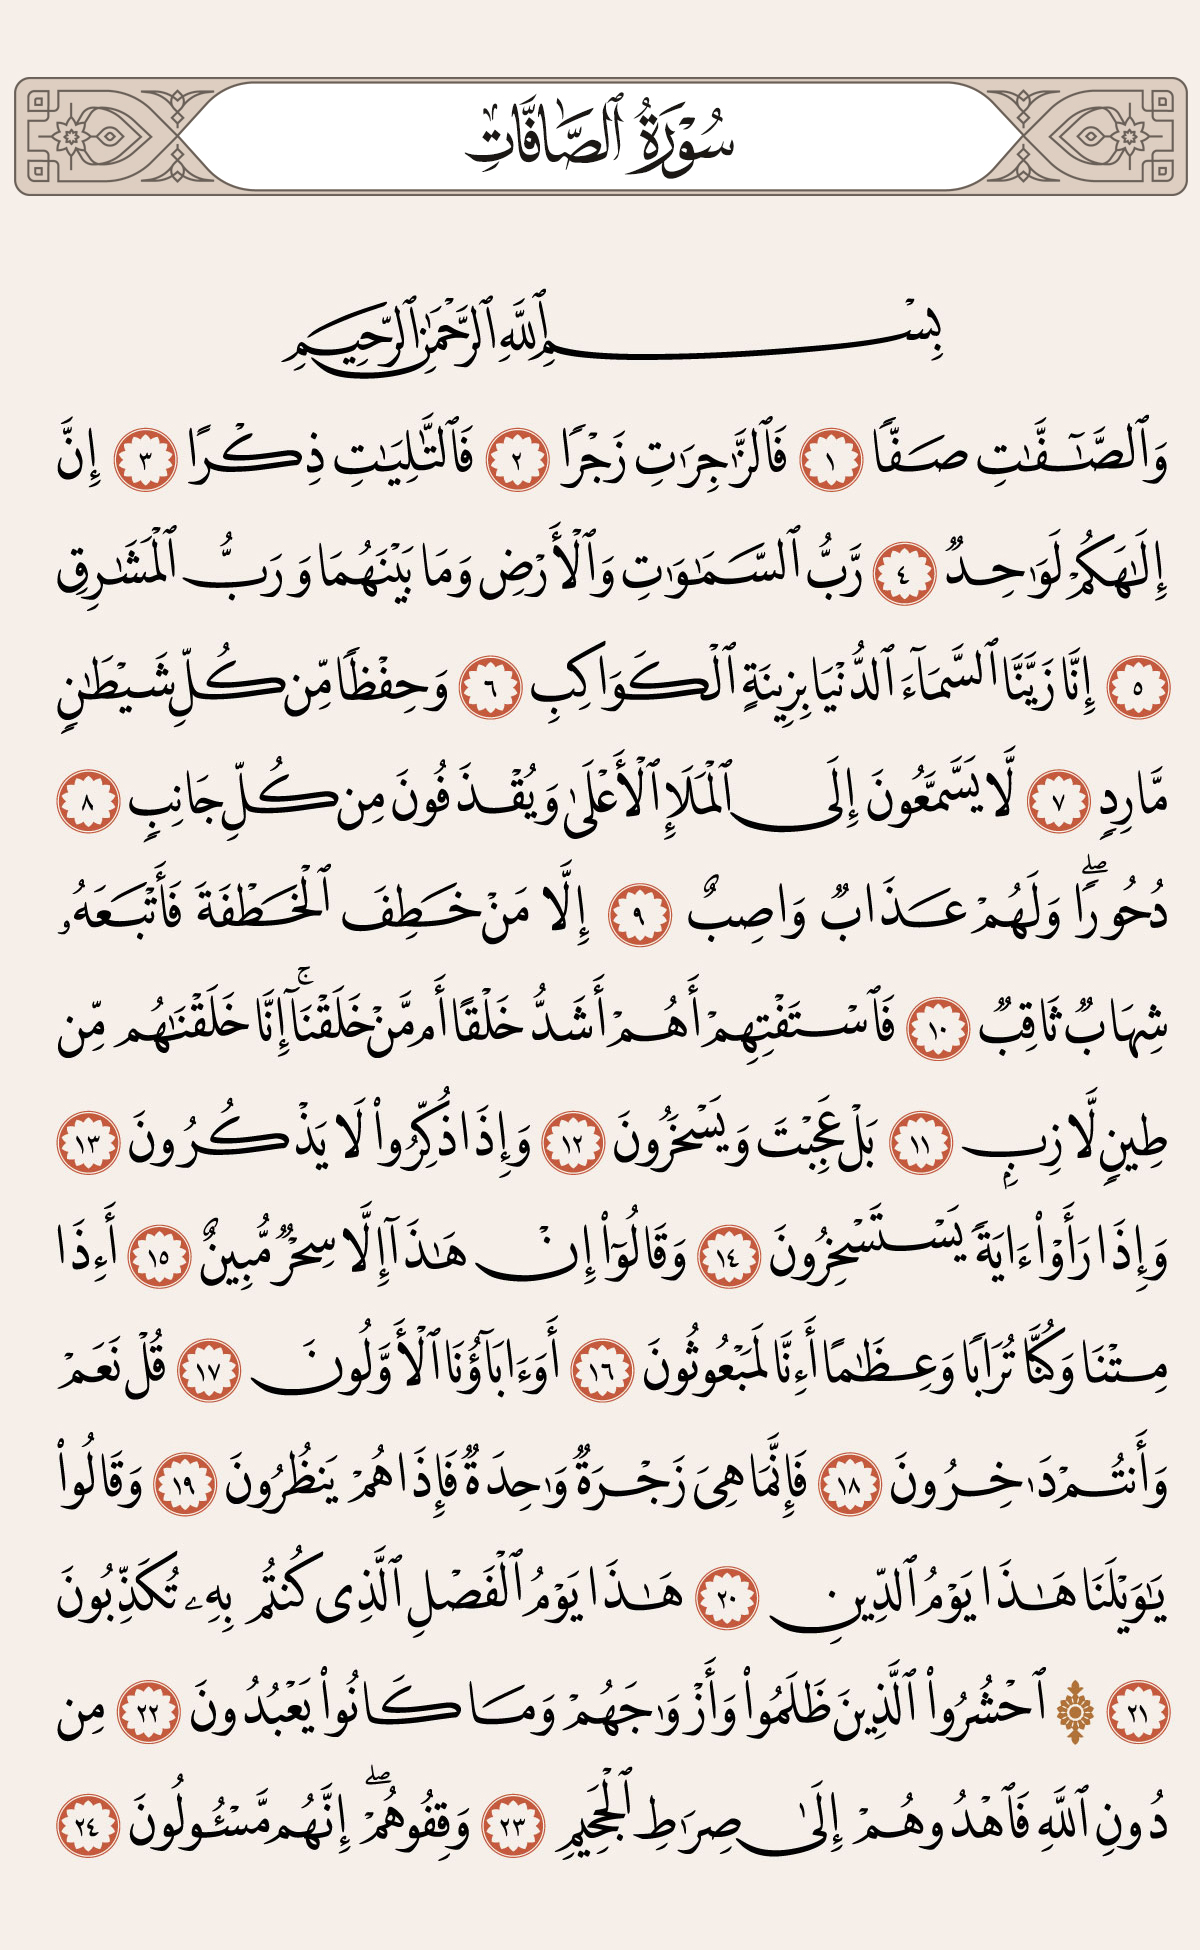 سُورَةُ ٱلصَّافَّاتِ
بِسْمِ ٱللَّهِ ٱلرَّحْمَٰنِ ٱلرَّحِيمِ
وَٱلصَّٰٓفَّٰتِ صَفًّا ١ فَٱلزَّٰجِرَٰتِ زَجْرًا ٢ فَٱلتَّٰلِيَٰتِ ذِكْرًا ٣ إِنَّ
إِلَٰهَكُمْ لَوَٰحِدٌ ٤ رَّبُّ ٱلسَّمَٰوَٰتِ وَٱلْأَرْضِ وَمَا بَيْنَهُمَا وَرَبُّ ٱلْمَشَٰرِقِ
٥ إِنَّا زَيَّنَّا ٱلسَّمَآءَ ٱلدُّنْيَا بِزِينَةٍ ٱلْكَوَاكِبِ ٦ وَحِفْظًا مِّن كُلِّ شَيْطَٰنٍ
مَّارِدٍ ٧ لَّا يَسَّمَّعُونَ إِلَى ٱلْمَلَإِ ٱلْأَعْلَىٰ وَيُقْذَفُونَ مِن كُلِّ جَانِبٍ ٨
دُحُورًا ۖ وَلَهُمْ عَذَابٌ وَاصِبٌ ٩ إِلَّا مَنْ خَطِفَ ٱلْخَطْفَةَ فَأَتْبَعَهُۥ
شِهَابٌ ثَاقِبٌ ١٠ فَٱسْتَفْتِهِمْ أَهُمْ أَشَدُّ خَلْقًا أَم مَّنْ خَلَقْنَآ ۚ إِنَّا خَلَقْنَٰهُم مِّن
طِينٍ لَّازِبٍۭ ١١ بَلْ عَجِبْتَ وَيَسْخَرُونَ ١٢ وَإِذَا ذُكِّرُوا۟ لَا يَذْكُرُونَ ١٣
وَإِذَا رَأَوْا۟ ءَايَةً يَسْتَسْخِرُونَ ١٤ وَقَالُوٓا۟ إِنْ هَٰذَآ إِلَّا سِحْرٌ مُّبِينٌ ١٥ أَءِذَا
مِتْنَا وَكُنَّا تُرَابًا وَعِظَٰمًا أَءِنَّا لَمَبْعُوثُونَ ١٦ أَوَءَابَآؤُنَا ٱلْأَوَّلُونَ ١٧ قُلْ نَعَمْ
وَأَنتُمْ دَٰخِرُونَ ١٨ فَإِنَّمَا هِىَ زَجْرَةٌ وَٰحِدَةٌ فَإِذَا هُمْ يَنظُرُونَ ١٩ وَقَالُوا۟
يَٰوَيْلَنَا هَٰذَا يَوْمُ ٱلدِّينِ ٢٠ هَٰذَا يَوْمُ ٱلْفَصْلِ ٱلَّذِى كُنتُم بِهِۦ تُكَذِّبُونَ
٢١ ۞ ٱحْشُرُوا۟ ٱلَّذِينَ ظَلَمُوا۟ وَأَزْوَٰجَهُمْ وَمَا كَانُوا۟ يَعْبُدُونَ ٢٢ مِن
دُونِ ٱللَّهِ فَٱهْدُوهُمْ إِلَىٰ صِرَٰطِ ٱلْجَحِيمِ ٢٣ وَقِفُوهُمْ ۖ إِنَّهُم مَّسْـُٔولُونَ ٢٤